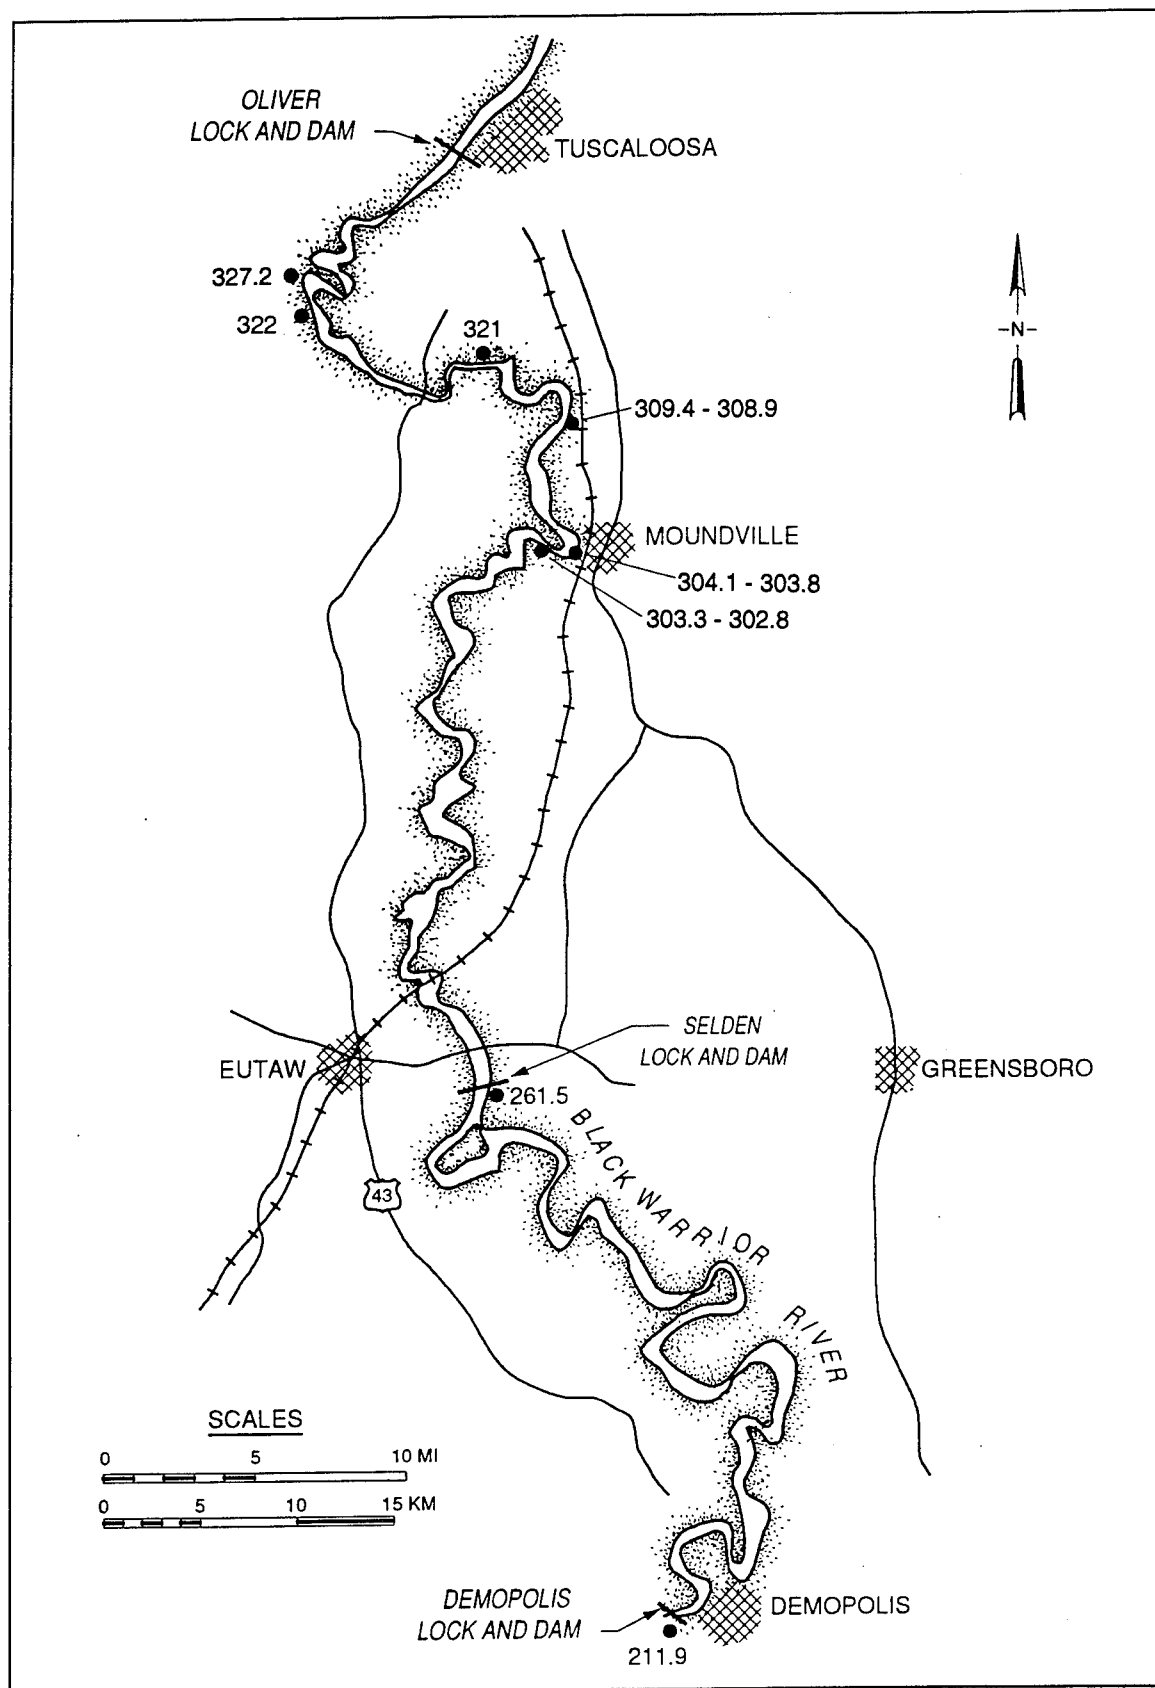 OLIVER
LOCK AND DAM
TUSCALOOSA
327.2
322
321
-N-
309.4 - 308.9
MOUNDVILLE
304.1 - 303.8
303.3 - 302.8
SELDEN
LOCK AND DAM
EUTAW
GREENSBORO
261.5
BLACK WARRIOR
RIVER
43
SCALES
0 5 10 MI
0 5 10 15 KM
DEMOPOLIS
LOCK AND DAM
DEMOPOLIS
211.9